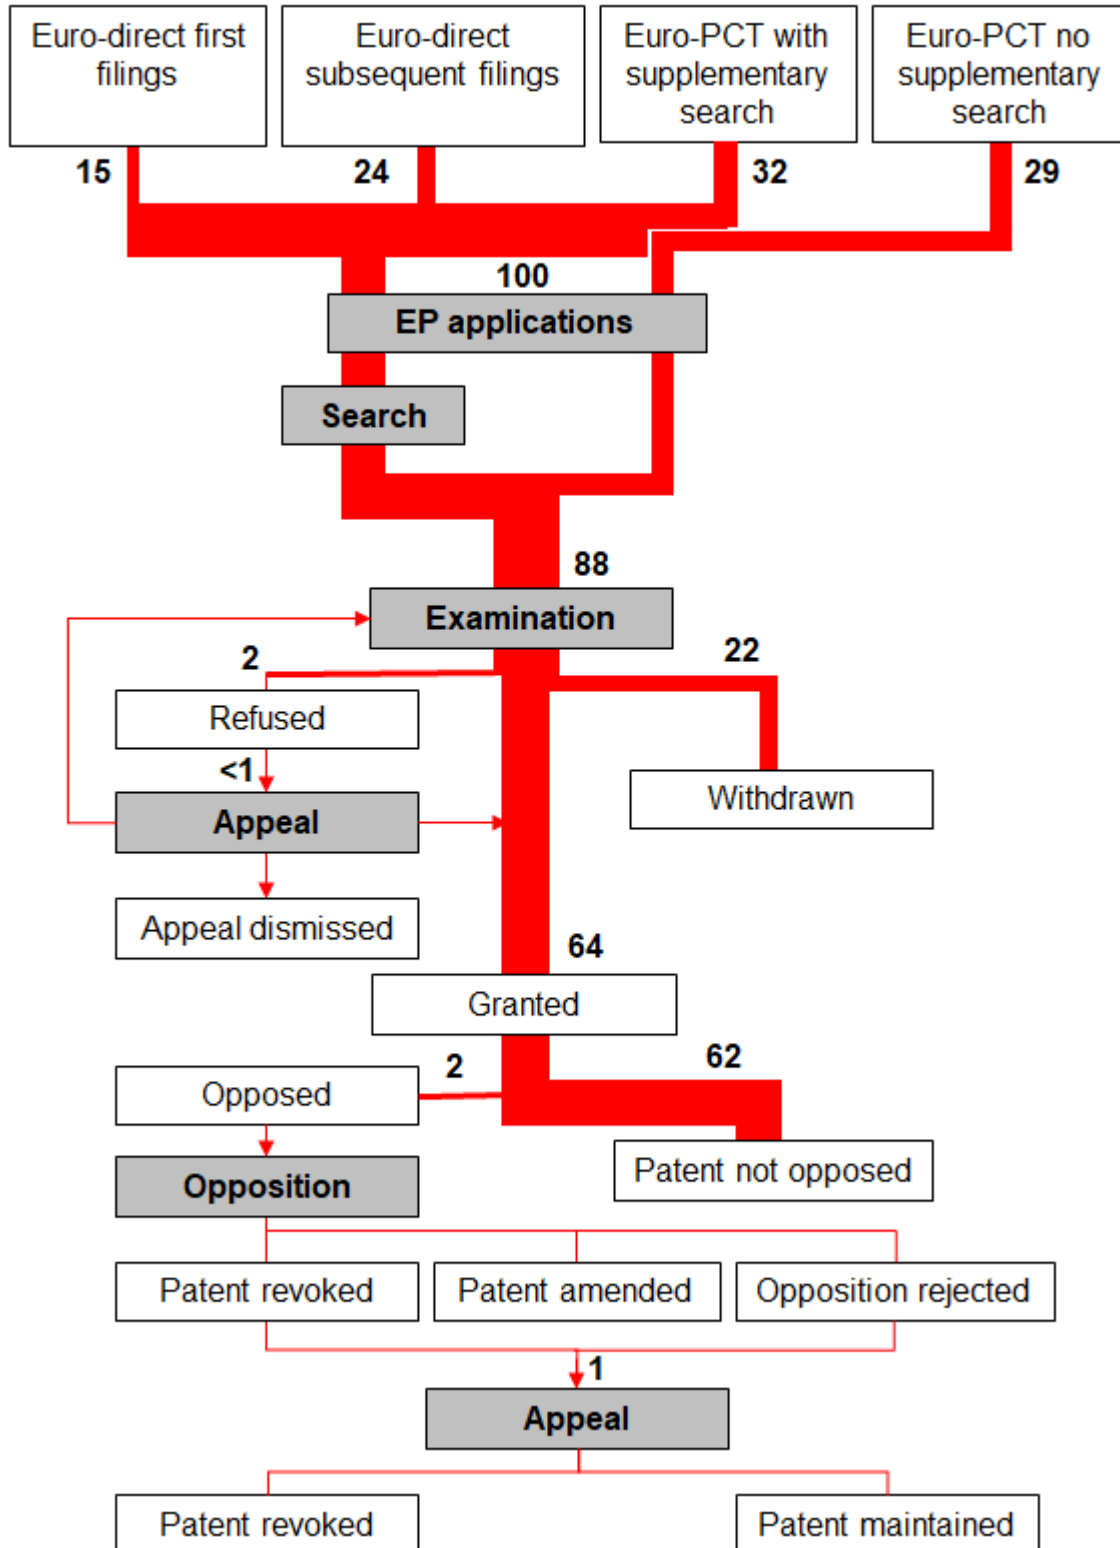 Euro-direct first
filings
Euro-direct
subsequent filings
Euro-PCT with
supplementary
search
Euro-PCT no
supplementary
search
15
24
32
29
100
EP applications
Search
88
Examination
2
22
Refused
<1
Withdrawn
Appeal
Appeal dismissed
64
Granted
2
62
Opposed
Patent not opposed
Opposition
Patent revoked
Patent amended
Opposition rejected
1
Appeal
Patent revoked
Patent maintained